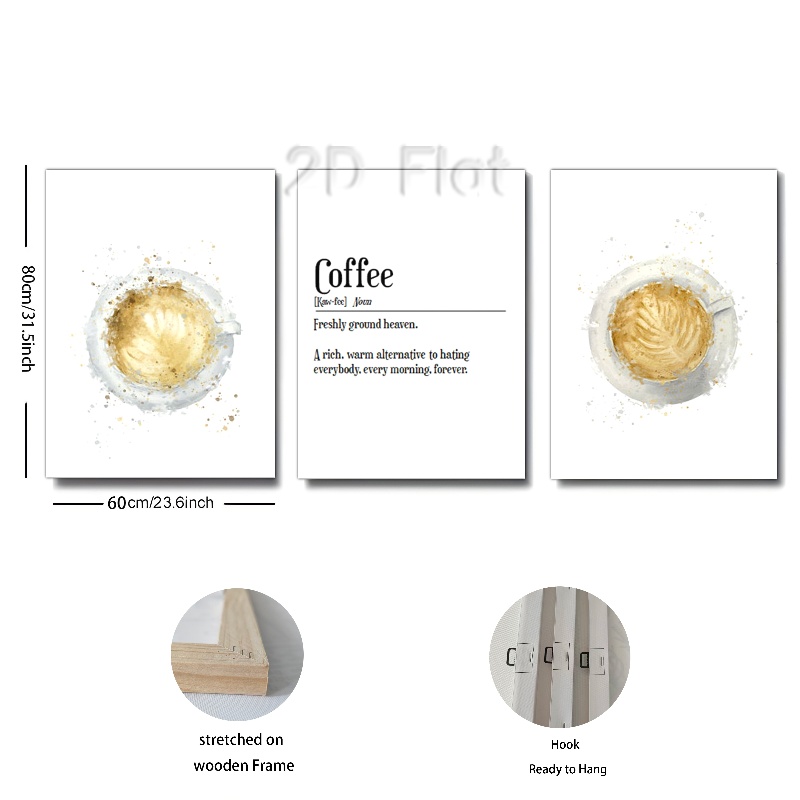 2D Flat
80cm/31.5inch
Coffee
[Kaw-fee] Noun
Freshly ground heaven.
A rich, warm alternative to hating
everybody, every morning, forever.
60cm/23.6inch
stretched on
wooden Frame
Hook
Ready to Hang